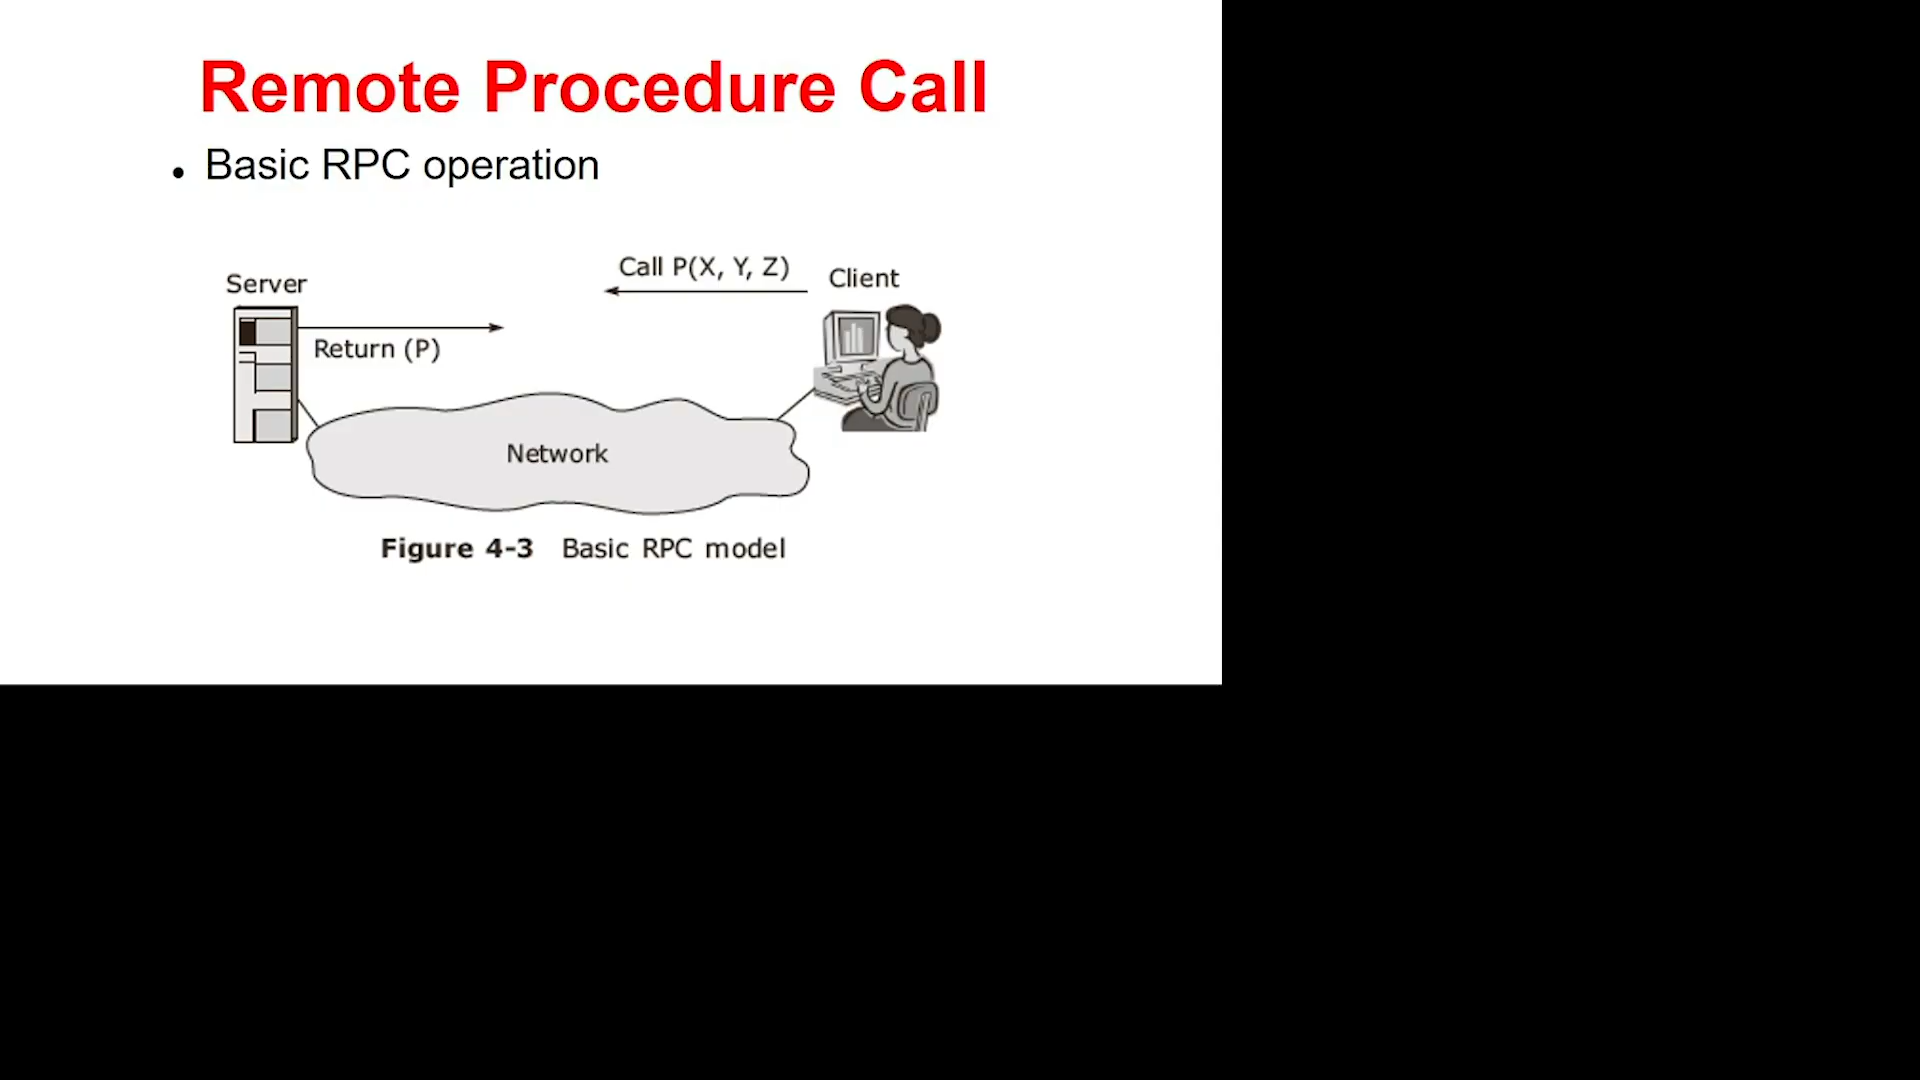 Remote Procedure Call
• Basic RPC operation
Call P(X, Y, Z)
Client
Server
Return (P)
Network
Figure 4-3 Basic RPC model